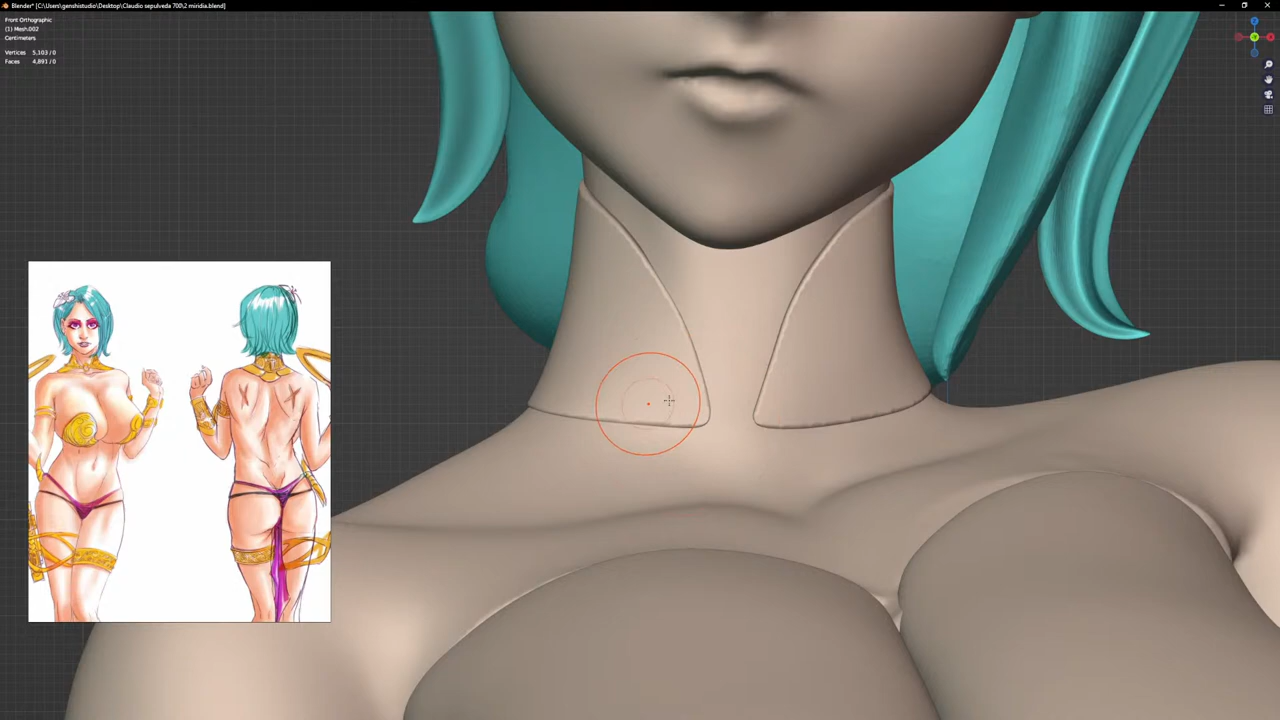 Blender* [C:\Users\genshistudio\Desktop\Claudio sepulveda 700\2 miridia.blend]
Front Orthographic
(1) Mesh.002
Centimeters
Vertices 5,103 / 0
Faces 4,893 / 0